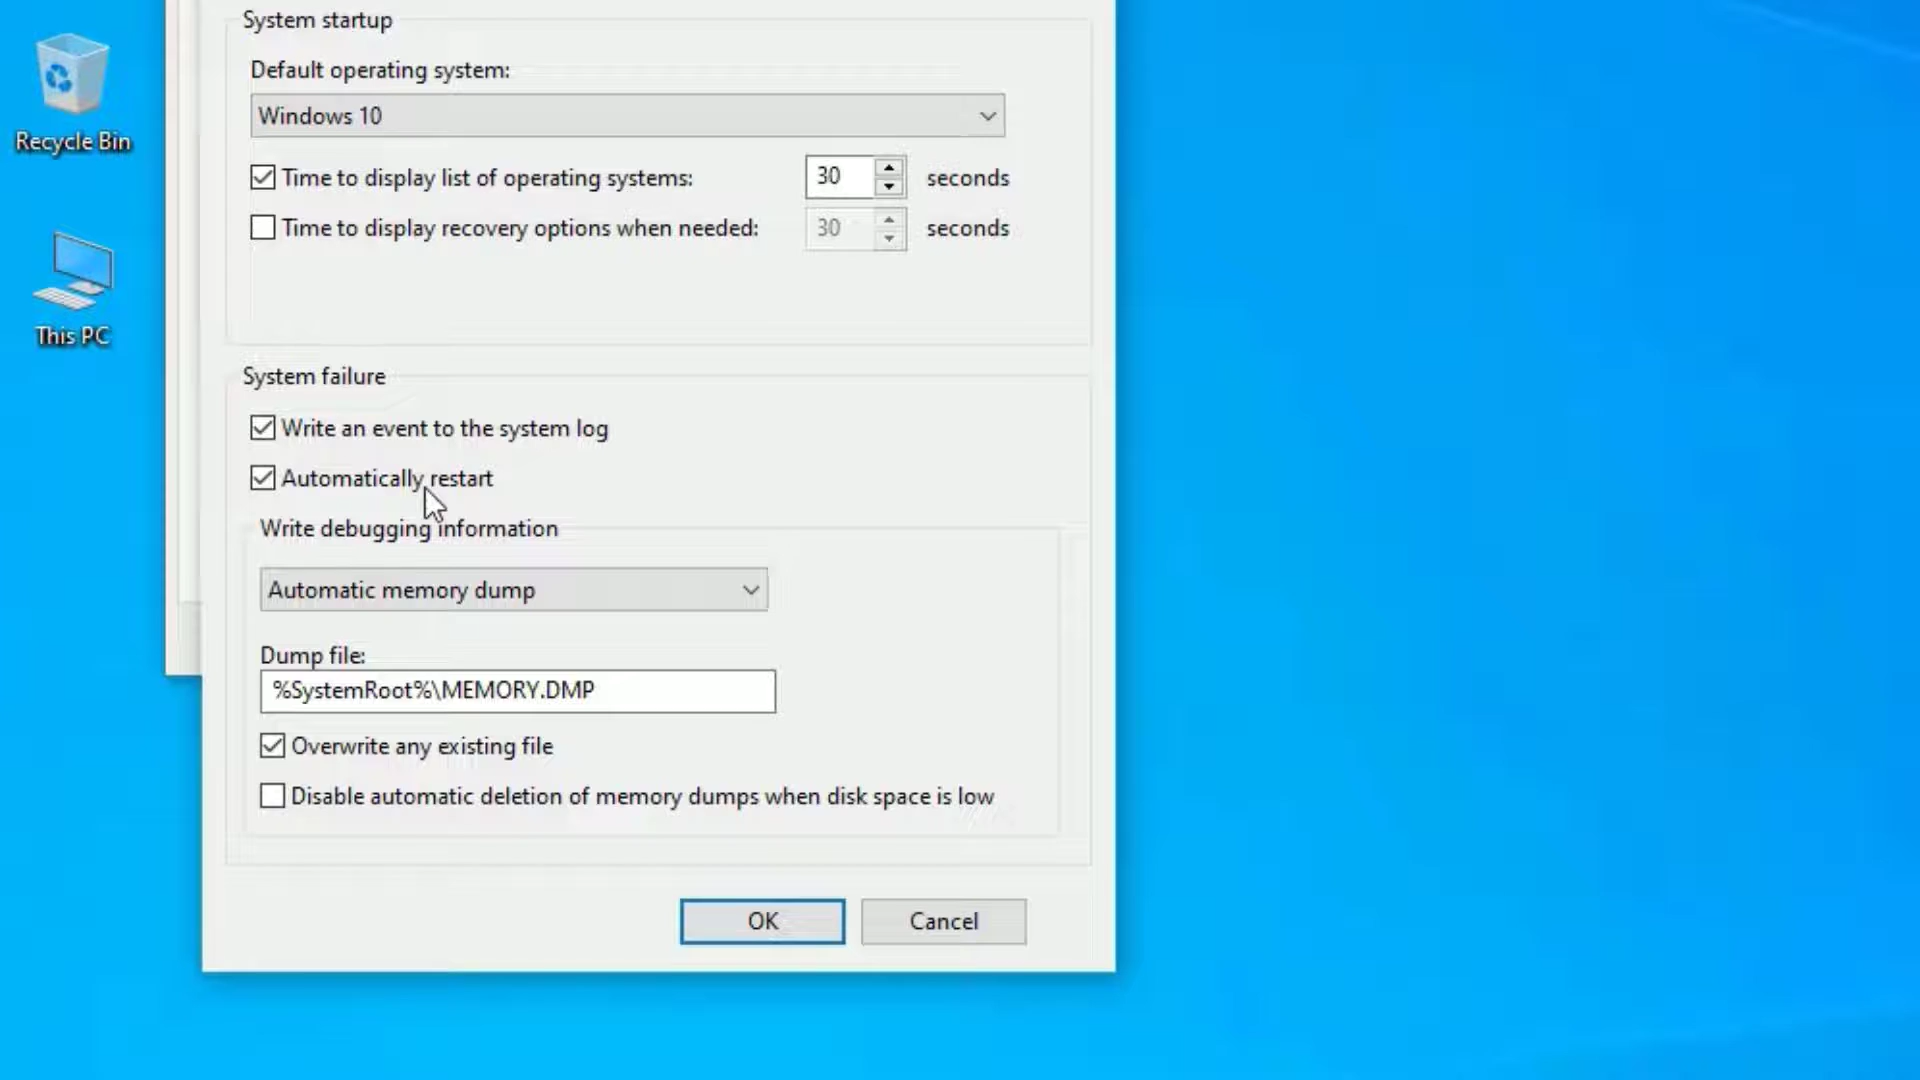 Recycle Bin
This PC
System startup
Default operating system:
Windows 10
Time to display list of operating systems: 30 seconds
Time to display recovery options when needed: 30 seconds
System failure
Write an event to the system log
Automatically restart
Write debugging information
Automatic memory dump
Dump file:
%SystemRoot%\MEMORY.DMP
Overwrite any existing file
Disable automatic deletion of memory dumps when disk space is low
OK Cancel